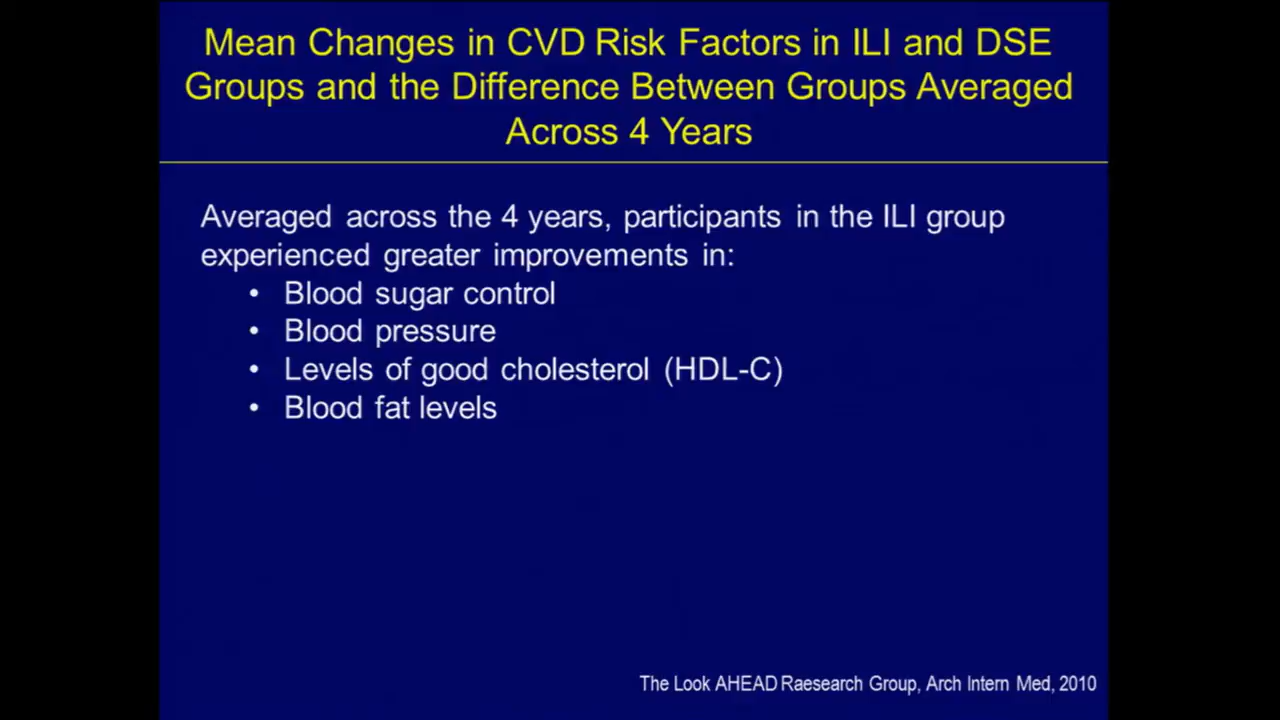 Mean Changes in CVD Risk Factors in ILI and DSE
Groups and the Difference Between Groups Averaged
Across 4 Years
Averaged across the 4 years, participants in the ILI group
experienced greater improvements in:
• Blood sugar control
• Blood pressure
• Levels of good cholesterol (HDL-C)
• Blood fat levels
The Look AHEAD Raesearch Group, Arch Intern Med, 2010